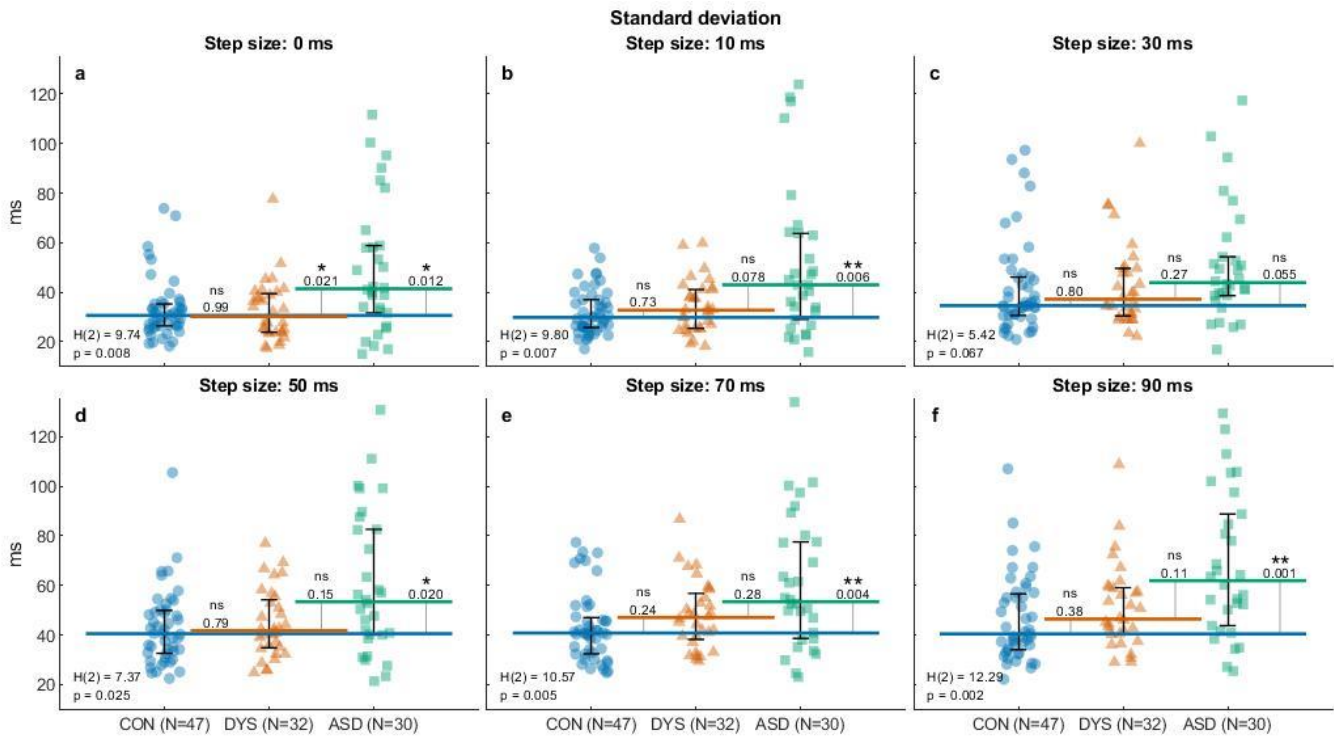 Standard deviation
Step size: 0 ms
Step size: 10 ms
Step size: 30 ms
a
b
c
120
100
80
60
40
20
ms
ns
0.99
*
0.021
*
0.012
H(2) = 9.74
p = 0.008
ns
0.73
ns
0.078
**
0.006
H(2) = 9.80
p = 0.007
ns
0.80
ns
0.27
ns
0.055
H(2) = 5.42
p = 0.067
Step size: 50 ms
Step size: 70 ms
Step size: 90 ms
d
e
f
120
100
80
60
40
20
ms
ns
0.79
ns
0.15
*
0.020
H(2) = 7.37
p = 0.025
ns
0.24
ns
0.28
**
0.004
H(2) = 10.57
p = 0.005
ns
0.38
ns
0.11
**
0.001
H(2) = 12.29
p = 0.002
CON (N=47) DYS (N=32) ASD (N=30)
CON (N=47) DYS (N=32) ASD (N=30)
CON (N=47) DYS (N=32) ASD (N=30)